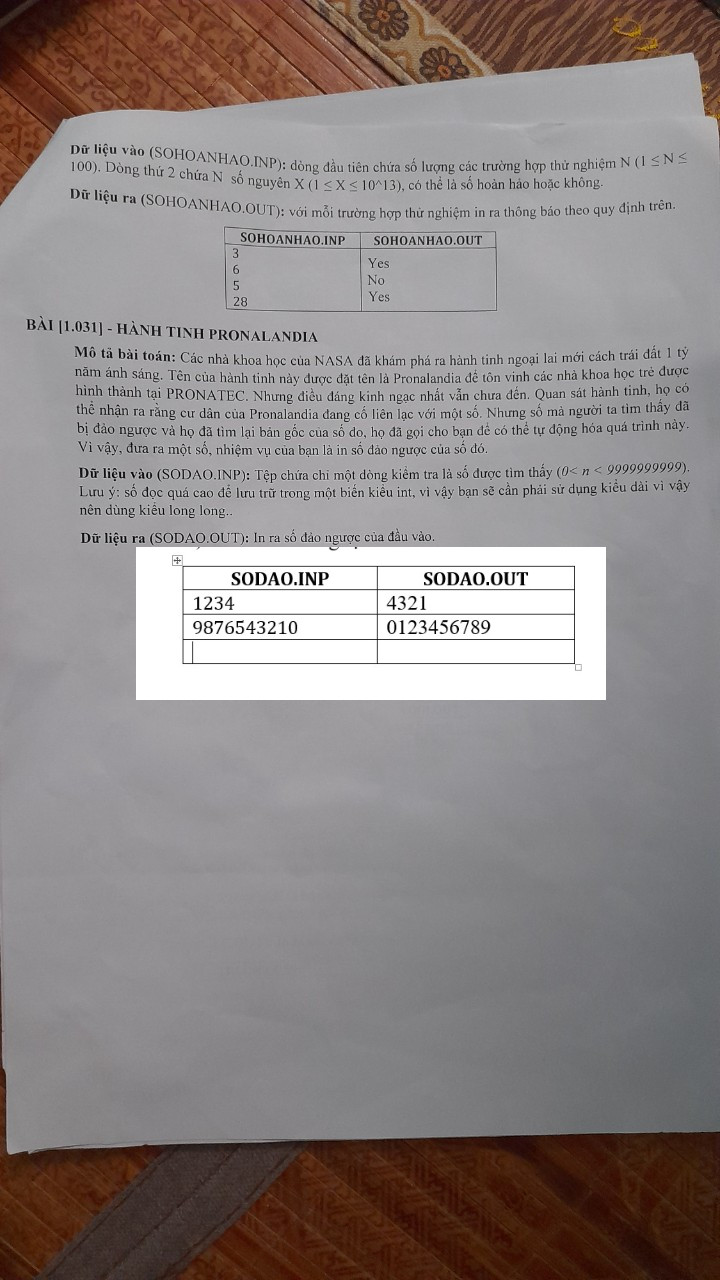 Dữ liệu vào (SOHOANHAO.INP): dòng đầu tiên chứa số lượng các trường hợp thử nghiệm N (1 ≤ N ≤
100). Dòng thứ 2 chứa N số nguyên X (1 ≤ X ≤ 10^13), có thể là số hoàn hảo hoặc không.
Dữ liệu ra (SOHOANHAO.OUT): với mỗi trường hợp thử nghiệm in ra thông báo theo quy định trên.
SOHOANHAO.INP SOHOANHAO.OUT
3
6 Yes
5 No
28 Yes
BÀI [1.031] - HÀNH TINH PRONALANDIA
Mô tả bài toán: Các nhà khoa học của NASA đã khám phá ra hành tinh ngoại lai mới cách trái đất 1 tỷ
năm ánh sáng. Tên của hành tinh này được đặt tên là Pronalandia để tôn vinh các nhà khoa học trẻ được
hình thành tại PRONATEC. Nhưng điều đáng kinh ngạc nhất vẫn chưa đến. Quan sát hành tinh, họ có
thể nhận ra rằng cư dân của Pronalandia đang cố liên lạc với một số. Nhưng số mà người ta tìm thấy đã
bị đảo ngược và họ đã tìm lại bản gốc của số đo, họ đã gọi cho bạn để có thể tự động hóa quá trình này.
Vì vậy, đưa ra một số, nhiệm vụ của bạn là in số đảo ngược của số đó.
Dữ liệu vào (SODAO.INP): Tệp chứa chỉ một dòng kiểm tra là số được tìm thấy (0< n < 9999999999).
Lưu ý: số đọc quá cao để lưu trữ trong một biến kiểu int, vì vậy bạn sẽ cần phải sử dụng kiểu dài vì vậy
nên dùng kiểu long long..
Dữ liệu ra (SODAO.OUT): In ra số đảo ngược của đầu vào.
SODAO.INP SODAO.OUT
1234 4321
9876543210 0123456789